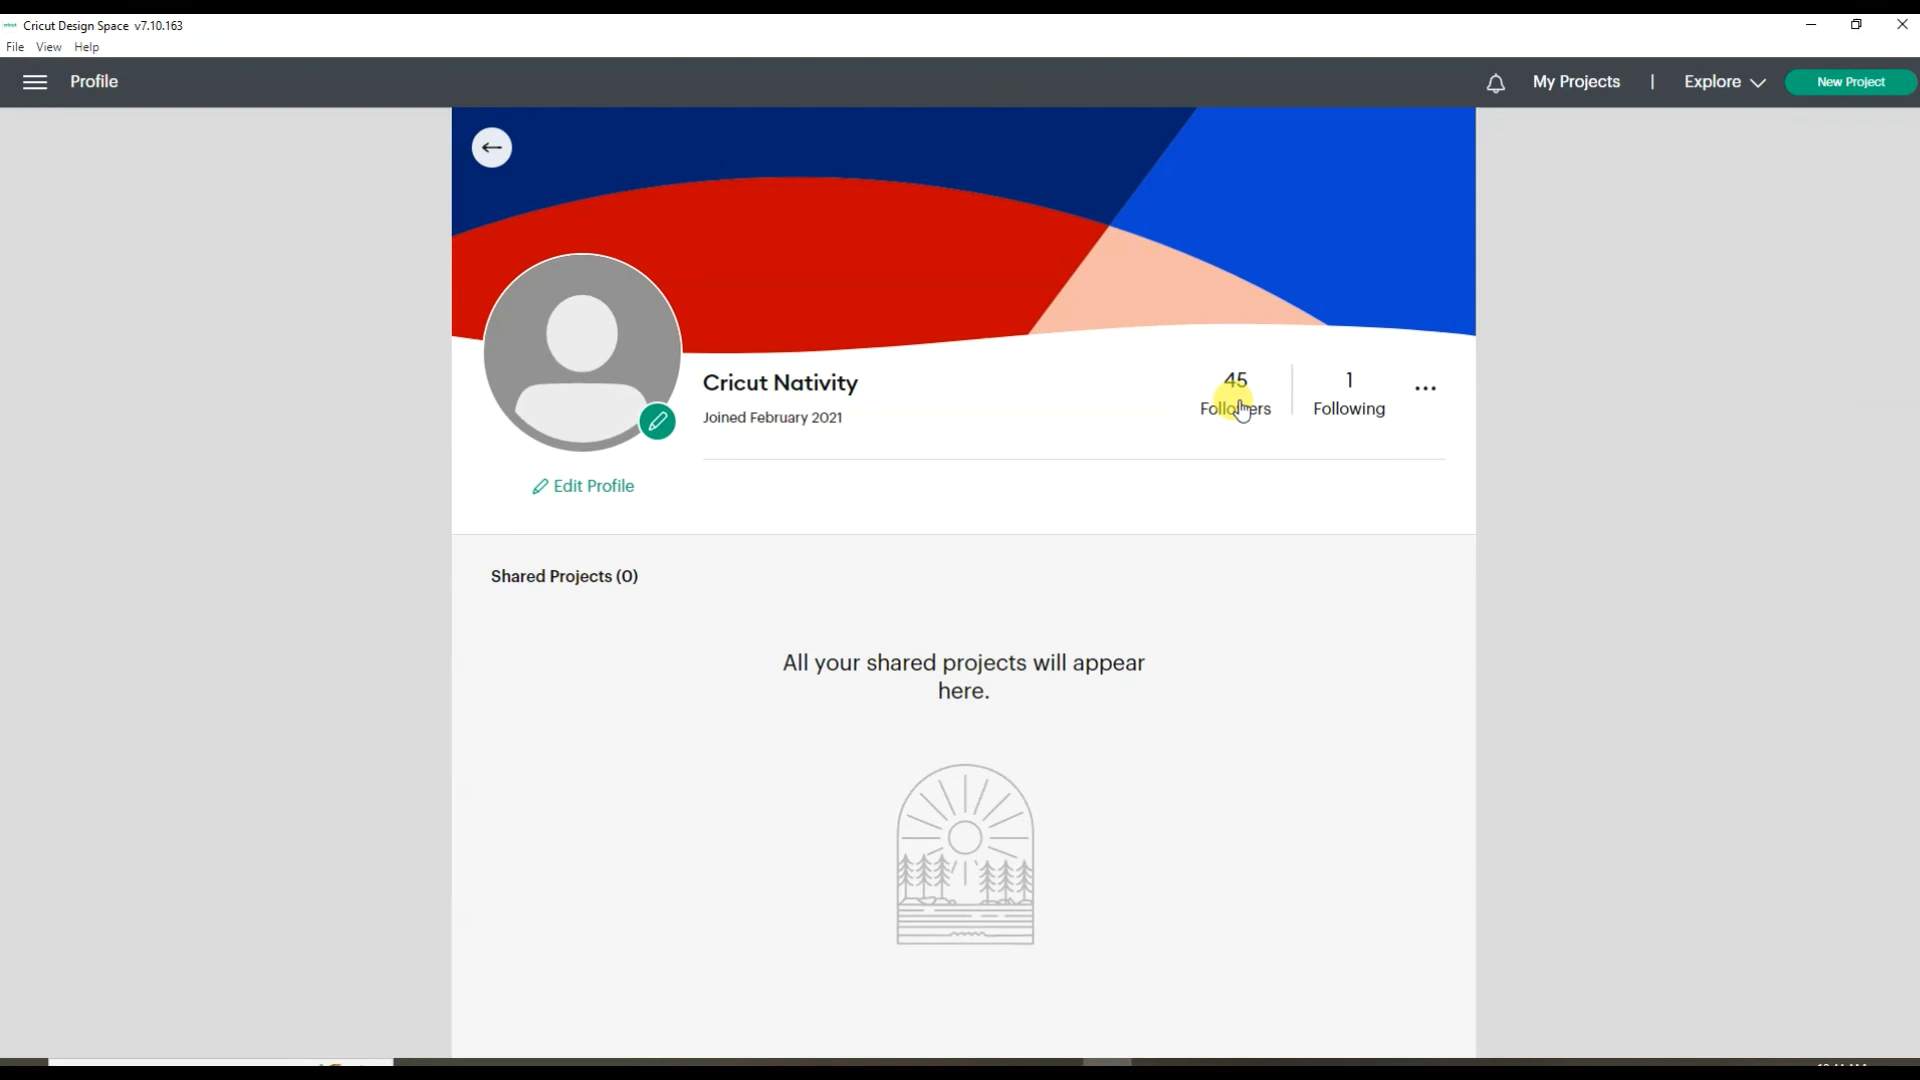 Cricut Design Space v7.10.163
File View Help
Profile
My Projects | Explore
New Project
Cricut Nativity
Joined February 2021
45
Followers
1
Following
Edit Profile
Shared Projects (0)
All your shared projects will appear
here.